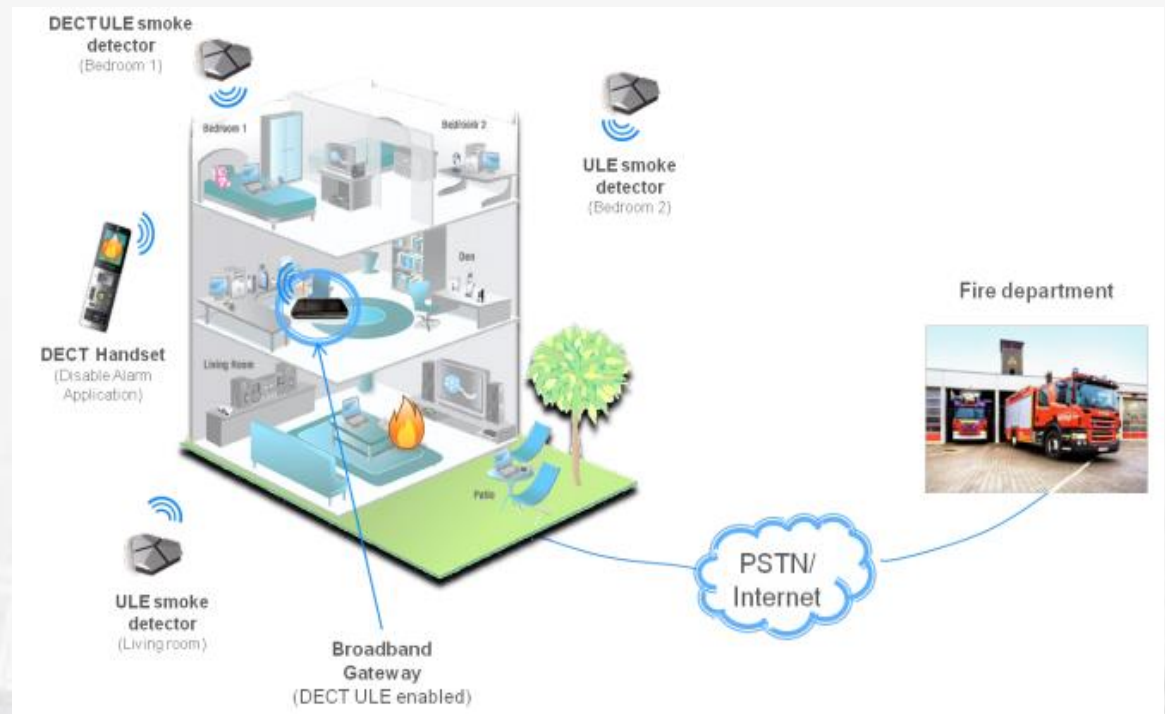 DECT ULE smoke
detector
(Bedroom 1)
Bedroom 1
Bedroom 2
ULE smoke
detector
(Bedroom 2)
Den
DECT Handset
(Disable Alarm
Application)
Living Room
Fire department
Patio
PSTN/
Internet
ULE smoke
detector
(Living room)
Broadband
Gateway
(DECT ULE enabled)